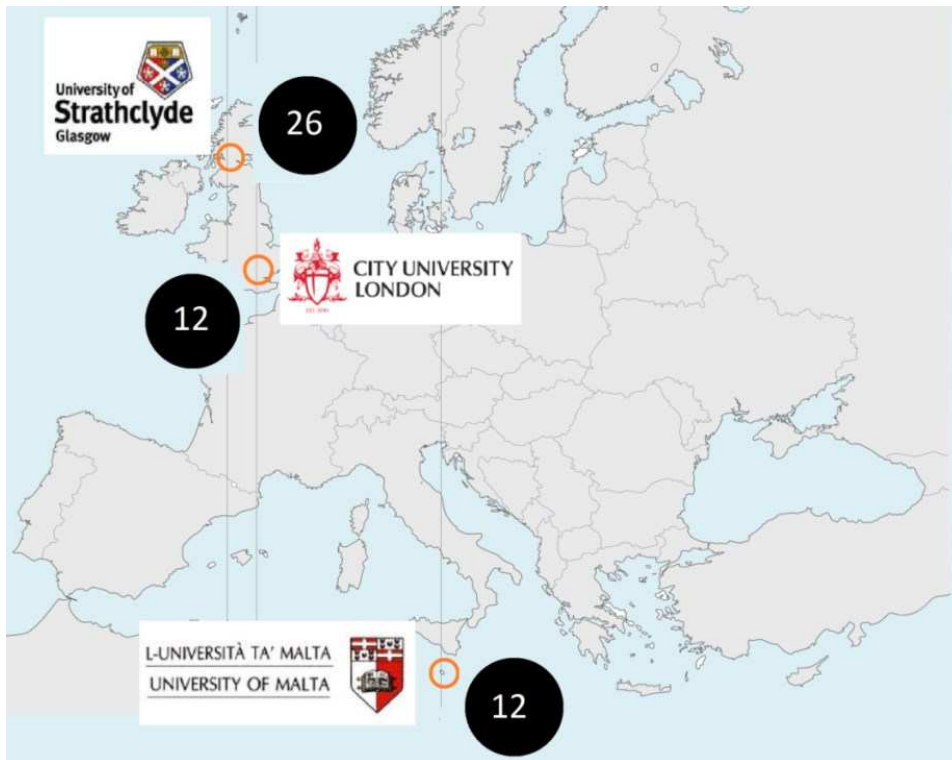 University of
Strathclyde
Glasgow
26
CITY UNIVERSITY
LONDON
12
L-UNIVERSITÀ TA' MALTA
UNIVERSITY OF MALTA
12